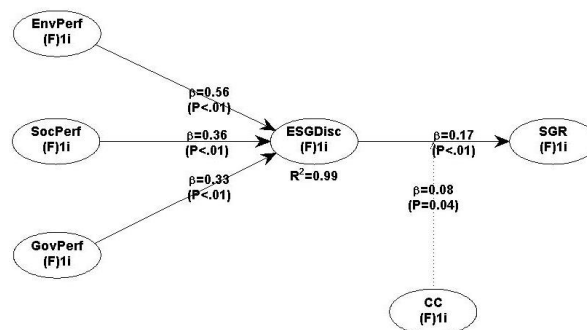 EnvPerf
(F)1i
β=0.56
(P<.01)
SocPerf
(F)1i
β=0.36
(P<.01)
ESGDisc
(F)1i
R²=0.99
β=0.17
(P<.01)
SGR
(F)1i
β=0.33
(P<.01)
β=0.08
(P=0.04)
GovPerf
(F)1i
CC
(F)1i